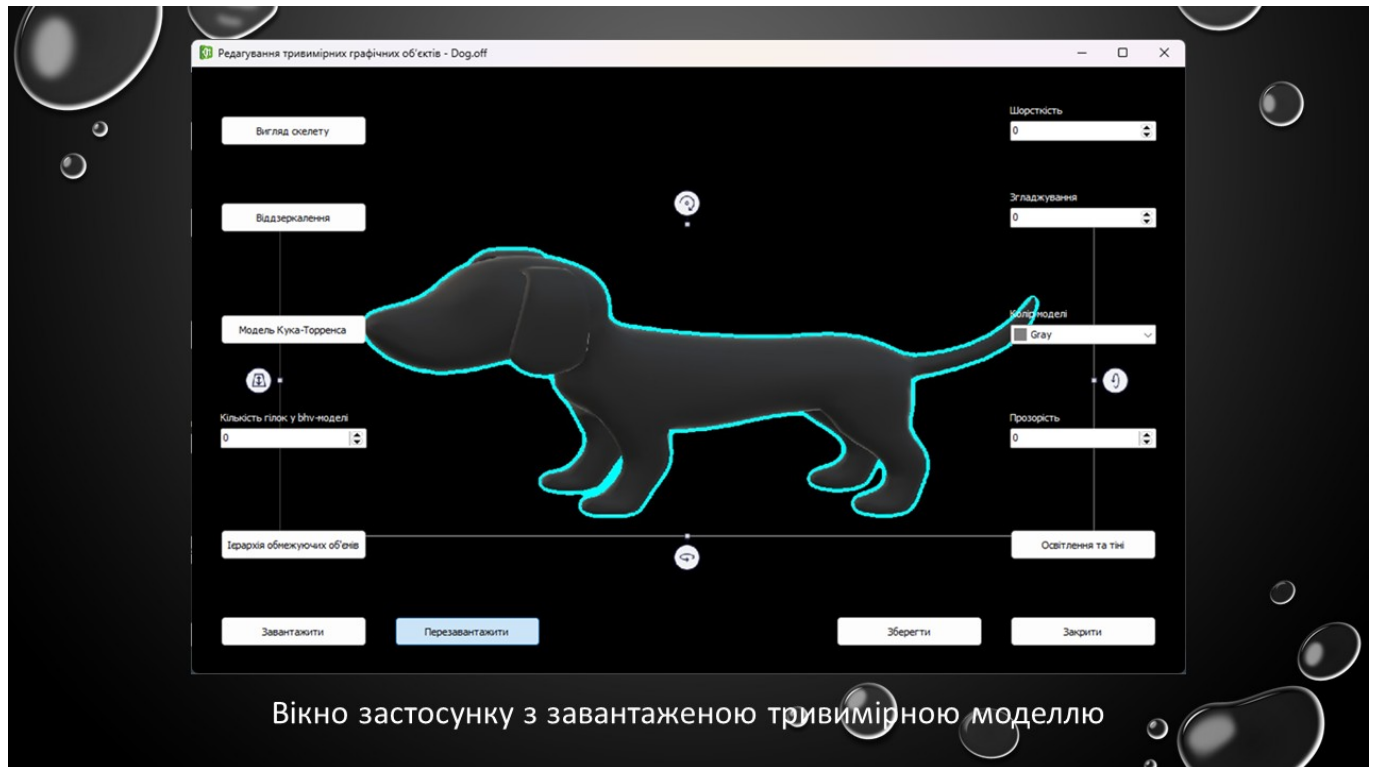 Редагування тривимірних графічних об'єктів - Dog.off
Вигляд скелету
Віддзеркалення
Модель Кука-Торренса
Кількість гілок у bhv-моделі
0
Ієрархія обмежуючих об'ємів
Завантажити
Перезавантажити
Шорсткість
0
Згладжування
0
Колір моделі
Gray
Прозорість
0
Освітлення та тіні
Зберегти
Закрити
Вікно застосунку з завантаженою тривимірною моделлю